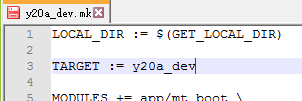 y20a_dev.mk
1 LOCAL_DIR := $(GET_LOCAL_DIR)
2
3 TARGET := y20a_dev
4
5 MODULES += app/mt_boot \